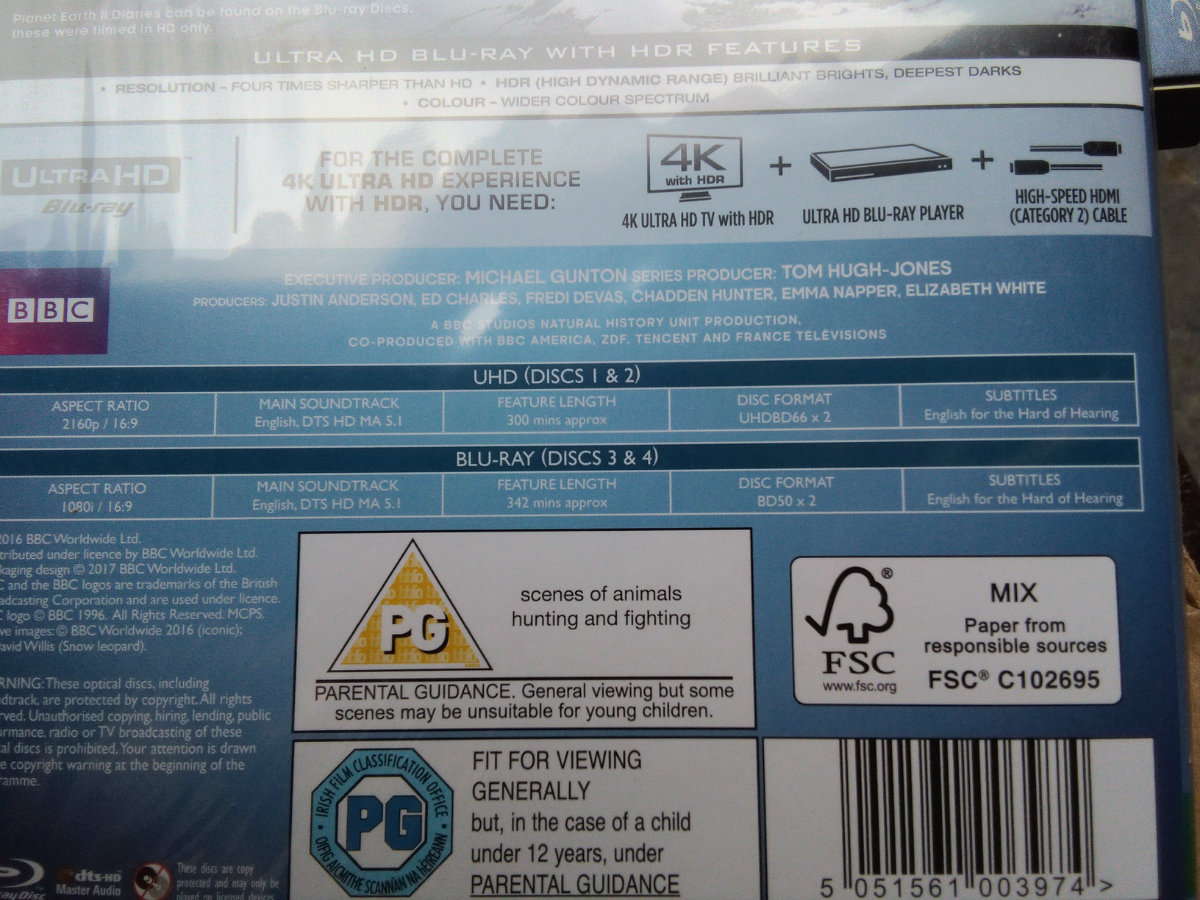 Planet Earth II Diaries can be found on the Blu-ray Discs.
these were filmed in HD only.
ULTRA HD BLU-RAY WITH HDR FEATURES
• RESOLUTION – FOUR TIMES SHARPER THAN HD • HDR (HIGH DYNAMIC RANGE) BRILLIANT BRIGHTS, DEEPEST DARKS
• COLOUR – WIDER COLOUR SPECTRUM
ULTRA HD
Blu-ray
FOR THE COMPLETE
4K ULTRA HD EXPERIENCE
WITH HDR, YOU NEED:
4K
with HDR
4K ULTRA HD TV with HDR
+
ULTRA HD BLU-RAY PLAYER
+
HIGH-SPEED HDMI
(CATEGORY 2) CABLE
BBC
EXECUTIVE PRODUCER: MICHAEL GUNTON SERIES PRODUCER: TOM HUGH-JONES
PRODUCERS: JUSTIN ANDERSON, ED CHARLES, FREDI DEVAS, CHADDEN HUNTER, EMMA NAPPER, ELIZABETH WHITE
A BBC STUDIOS NATURAL HISTORY UNIT PRODUCTION,
CO-PRODUCED WITH BBC AMERICA, ZDF, TENCENT AND FRANCE TELÉVISIONS
UHD (DISCS 1 & 2)
ASPECT RATIO
2160p / 16:9
MAIN SOUNDTRACK
English, DTS HD MA 5.1
FEATURE LENGTH
300 mins approx
DISC FORMAT
UHDBD66 x 2
SUBTITLES
English for the Hard of Hearing
BLU-RAY (DISCS 3 & 4)
ASPECT RATIO
1080i / 16:9
MAIN SOUNDTRACK
English, DTS HD MA 5.1
FEATURE LENGTH
342 mins approx
DISC FORMAT
BD50 x 2
SUBTITLES
English for the Hard of Hearing
2016 BBC Worldwide Ltd.
tributed under licence by BBC Worldwide Ltd.
kaging design © 2017 BBC Worldwide Ltd.
C and the BBC logos are trademarks of the British
adcasting Corporation and are used under licence.
C logo © BBC 1996. All Rights Reserved. MCPS.
ve images: © BBC Worldwide 2016 (iconic);
David Willis (Snow leopard).
RNING: These optical discs, including
ndtrack, are protected by copyright. All rights
rved. Unauthorised copying, hiring, lending, public
ormance, radio or TV broadcasting of these
al discs is prohibited. Your attention is drawn
e copyright warning at the beginning of the
ramme.
PG
scenes of animals
hunting and fighting
PARENTAL GUIDANCE. General viewing but some
scenes may be unsuitable for young children.
FSC
www.fsc.org
MIX
Paper from
responsible sources
FSC® C102695
IRISH FILM CLASSIFICATION OFFICE
PG
OIFIG AICMITHE SCANNÁN NA hÉIREANN
FIT FOR VIEWING
GENERALLY
but, in the case of a child
under 12 years, under
PARENTAL GUIDANCE
5 051561 003974 >
rayDisc
dts-HD
Master Audio
These discs are copy
protected and may only be
played on licensed devices